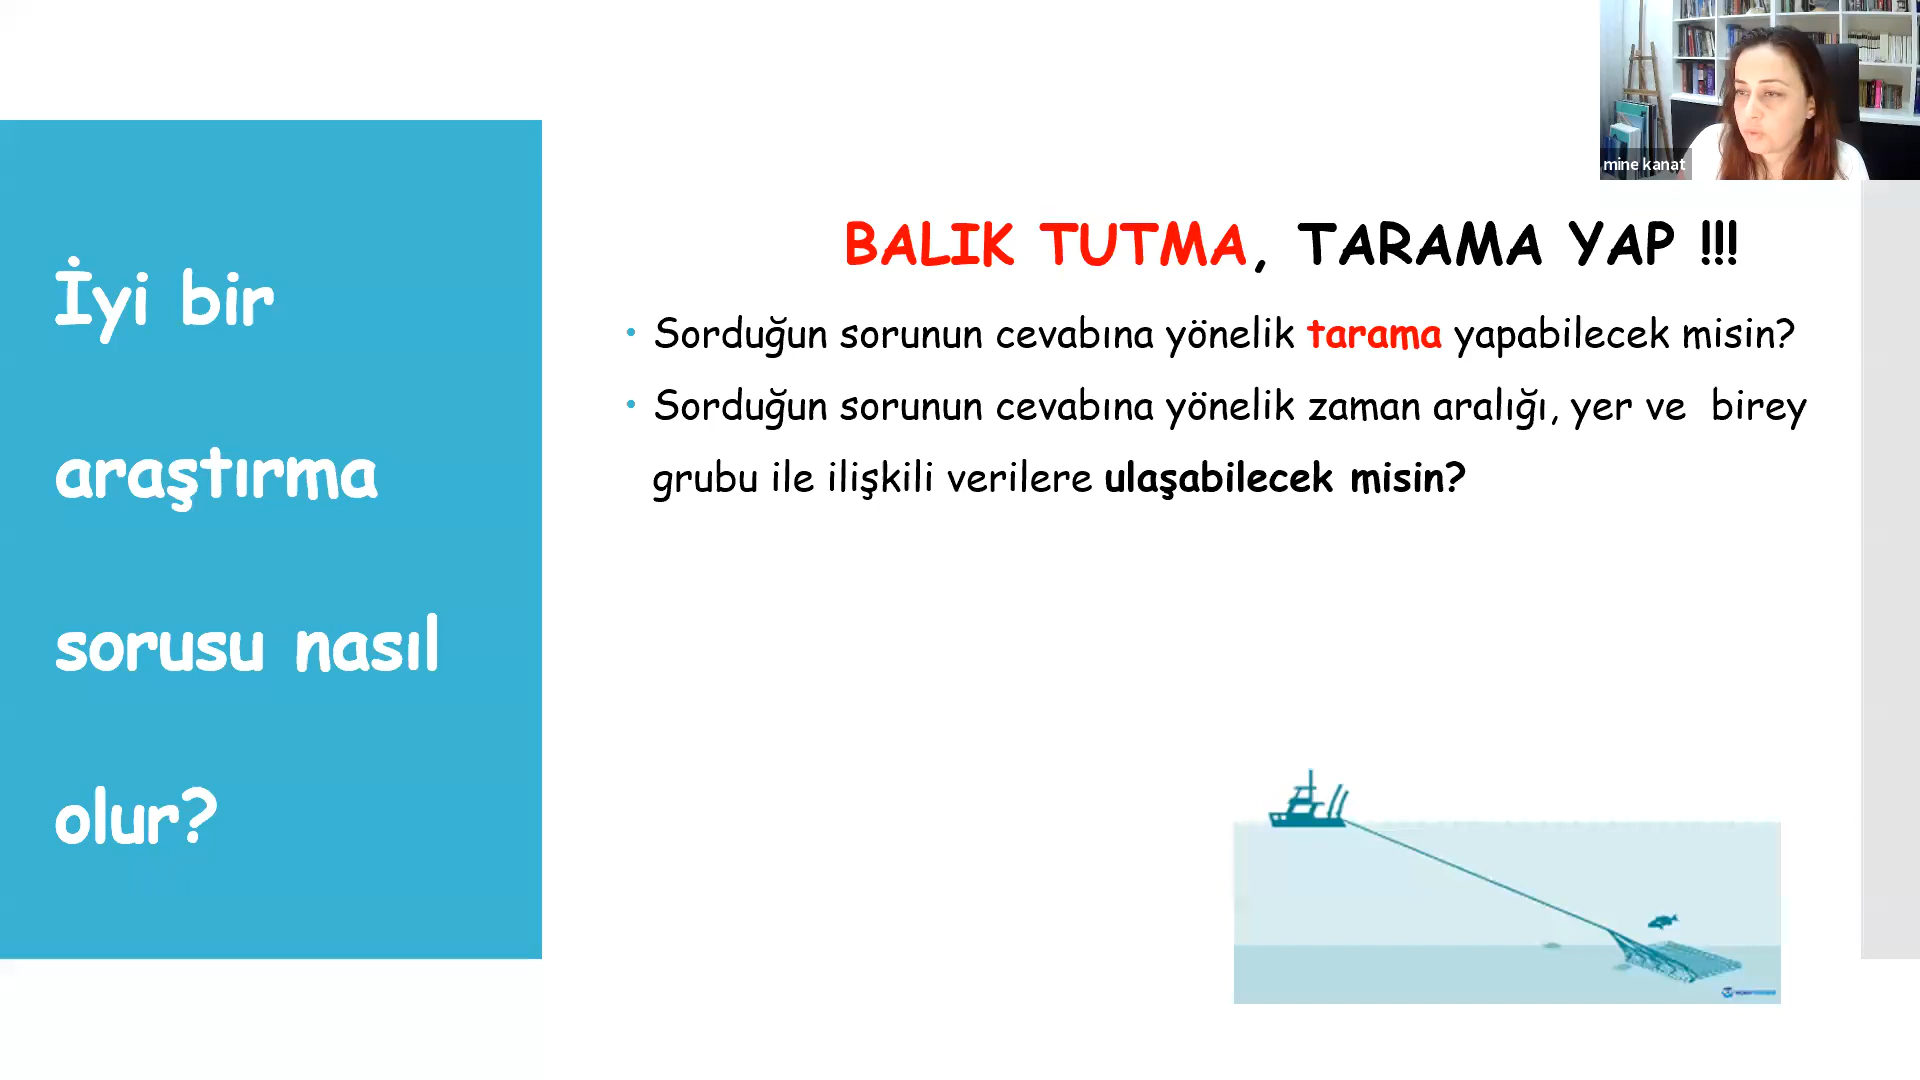 mine kanat
İyi bir
araştırma
sorusu nasıl
olur?
BALIK TUTMA, TARAMA YAP !!!
• Sorduğun sorunun cevabına yönelik tarama yapabilecek misin?
• Sorduğun sorunun cevabına yönelik zaman aralığı, yer ve birey
grubu ile ilişkili verilere ulaşabilecek misin?